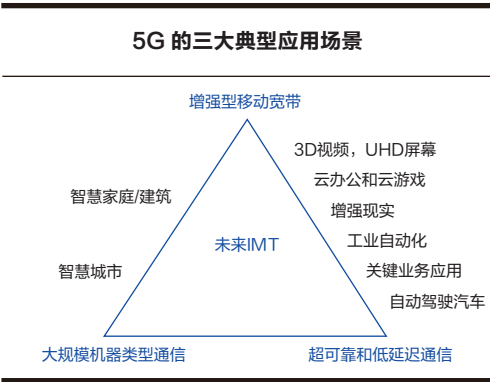 5G 的三大典型应用场景
增强型移动宽带
3D视频，UHD屏幕
云办公和云游戏
智慧家庭/建筑
增强现实
未来IMT
工业自动化
智慧城市
关键业务应用
自动驾驶汽车
大规模机器类型通信
超可靠和低延迟通信